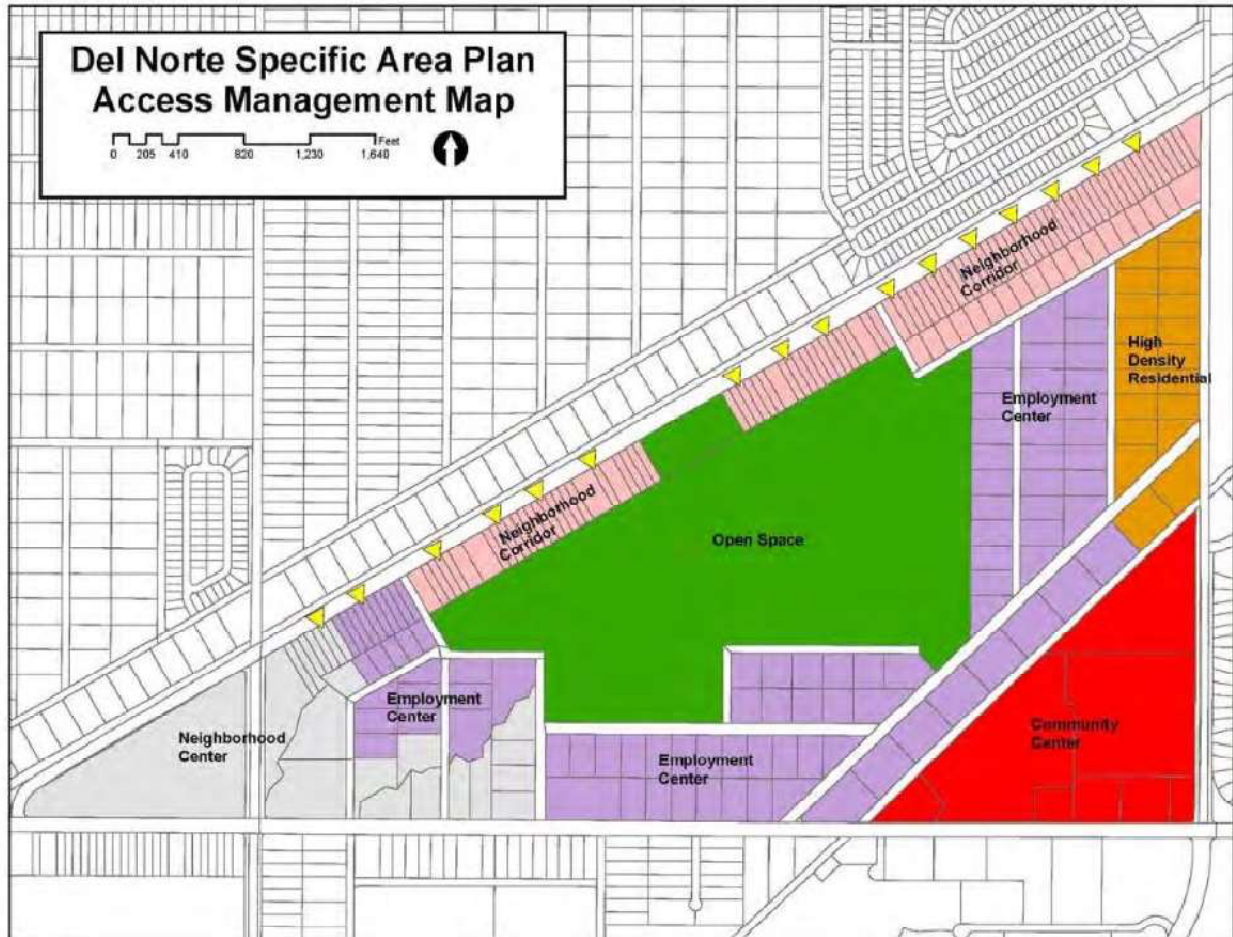 Del Norte Specific Area Plan
Access Management Map
Feet
0 205 410 820 1,230 1,640
Neighborhood
Corridor
High
Density
Residential
Employment
Center
Neighborhood
Corridor
Open Space
Employment
Center
Neighborhood
Center
Community
Center
Employment
Center